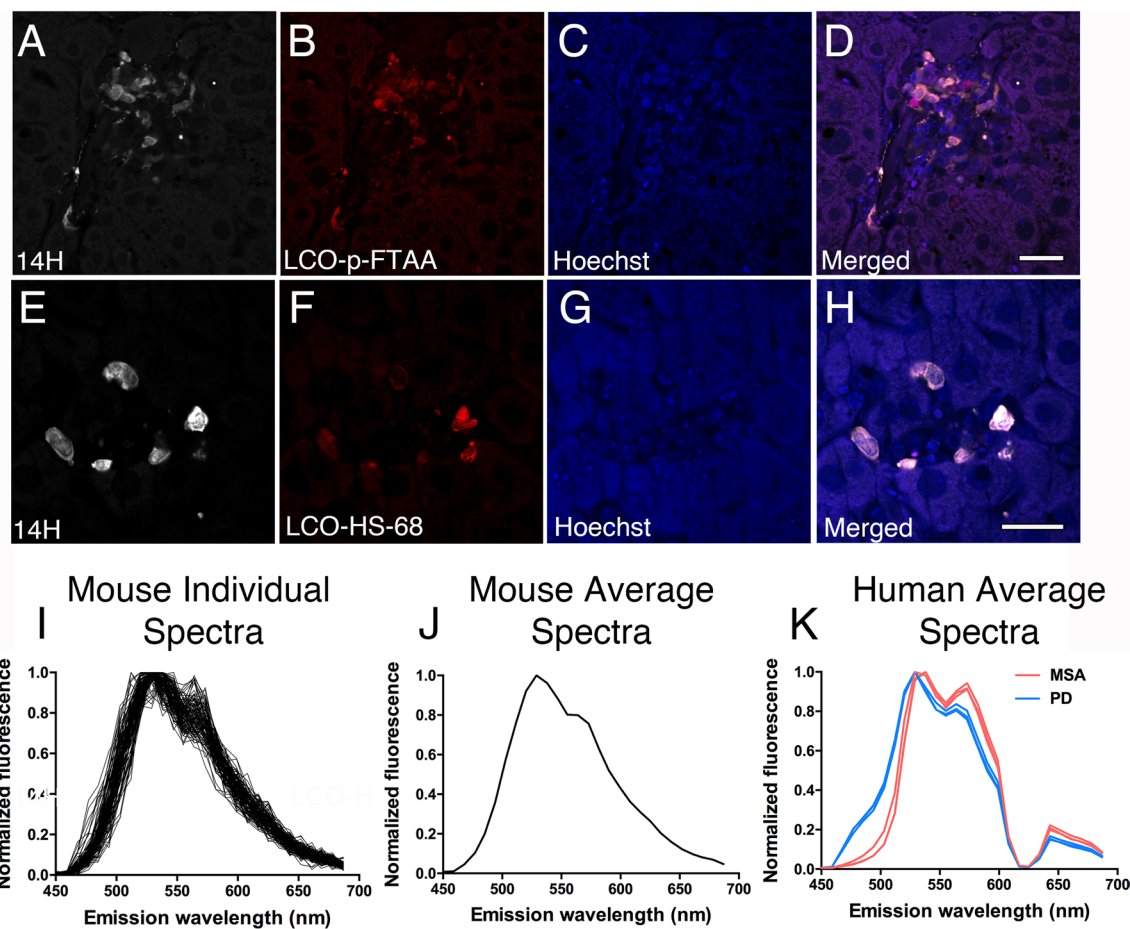 A
B
C
D
14H
LCO-p-FTAA
Hoechst
Merged
E
F
G
H
14H
LCO-HS-68
Hoechst
Merged
Mouse Individual
Spectra
Mouse Average
Spectra
Human Average
Spectra
I
J
K
Normalized fluorescence
1.0
0.8
0.6
0.4
0.2
0.0
450 500 550 600 650 700
Emission wavelength (nm)
Normalized fluorescence
1.0
0.8
0.6
0.4
0.2
0.0
450 500 550 600 650 700
Emission wavelength (nm)
Normalized fluorescence
1.0
0.8
0.6
0.4
0.2
0.0
450 500 550 600 650 700
Emission wavelength (nm)
MSA
PD